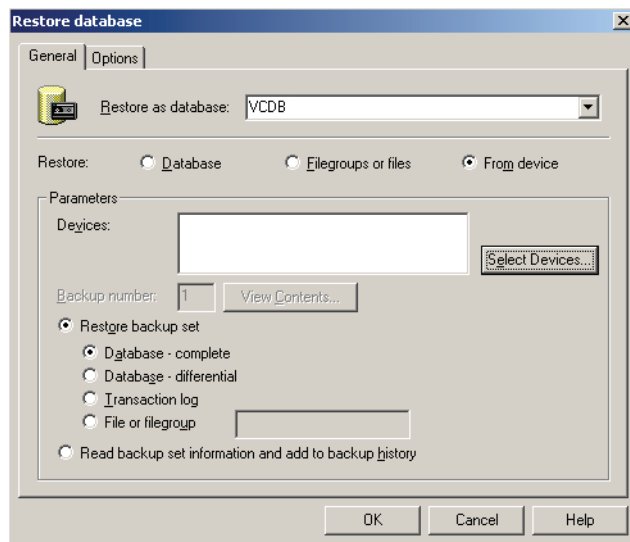 Restore database
General Options
Restore as database: VCDB
Restore: Database Filegroups or files From device
Parameters
Devices:
Select Devices...
Backup number: 1 View Contents...
Restore backup set
Database - complete
Database - differential
Transaction log
File or filegroup
Read backup set information and add to backup history
OK Cancel Help